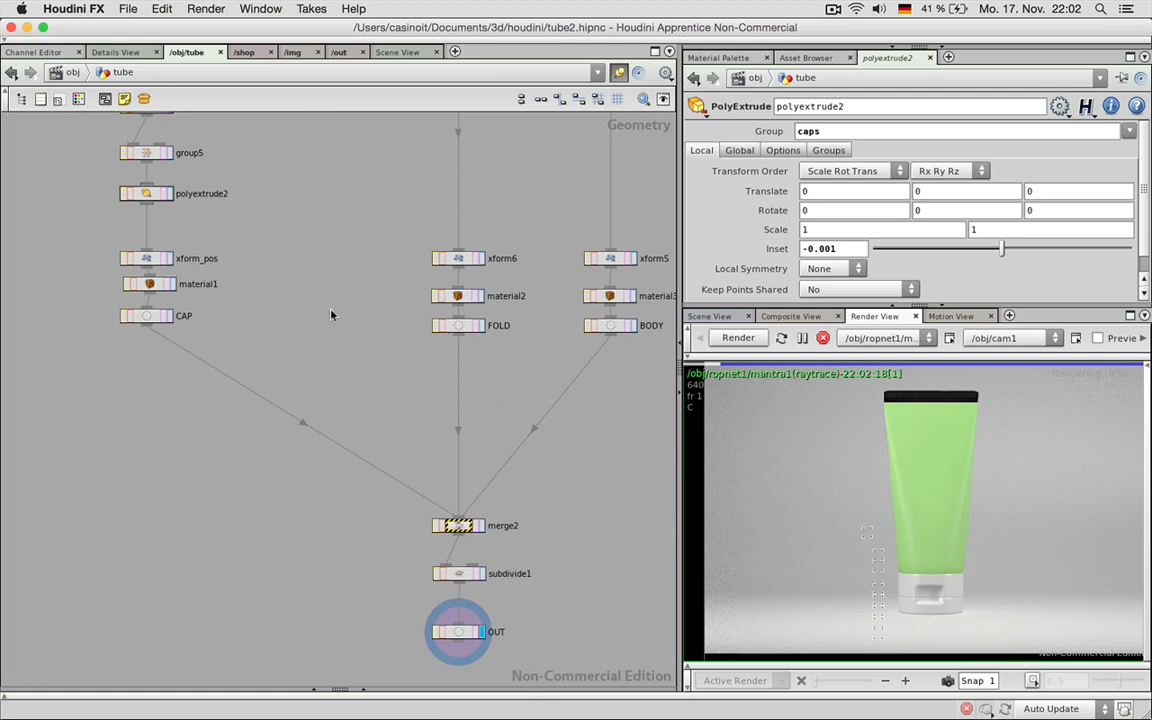 Houdini FX File Edit Render Window Takes Help 41 % Mo. 17. Nov. 22:02
/Users/casinoit/Documents/3d/houdini/tube2.hipnc - Houdini Apprentice Non-Commercial
Channel Editor Details View /obj/tube /shop /img /out Scene View
obj tube
Geometry
group5
polyextrude2
xform_pos
material1
CAP
xform6
material2
FOLD
xform5
material3
BODY
merge2
subdivide1
OUT
Non-Commercial Edition
Material Palette Asset Browser polyextrude2
obj tube
PolyExtrude polyextrude2
Group caps
Local Global Options Groups
Transform Order Scale Rot Trans Rx Ry Rz
Translate 0 0 0
Rotate 0 0 0
Scale 1 1
Inset -0.001
Local Symmetry None
Keep Points Shared No
Scene View Composite View Render View Motion View
Render /obj/ropnet1/m... /obj/cam1 Previe
/obj/ropnet1/mantra1(raytrace)-22:02:18[1]
640
fr 1
C
Active Render Snap 1 0.5
Auto Update